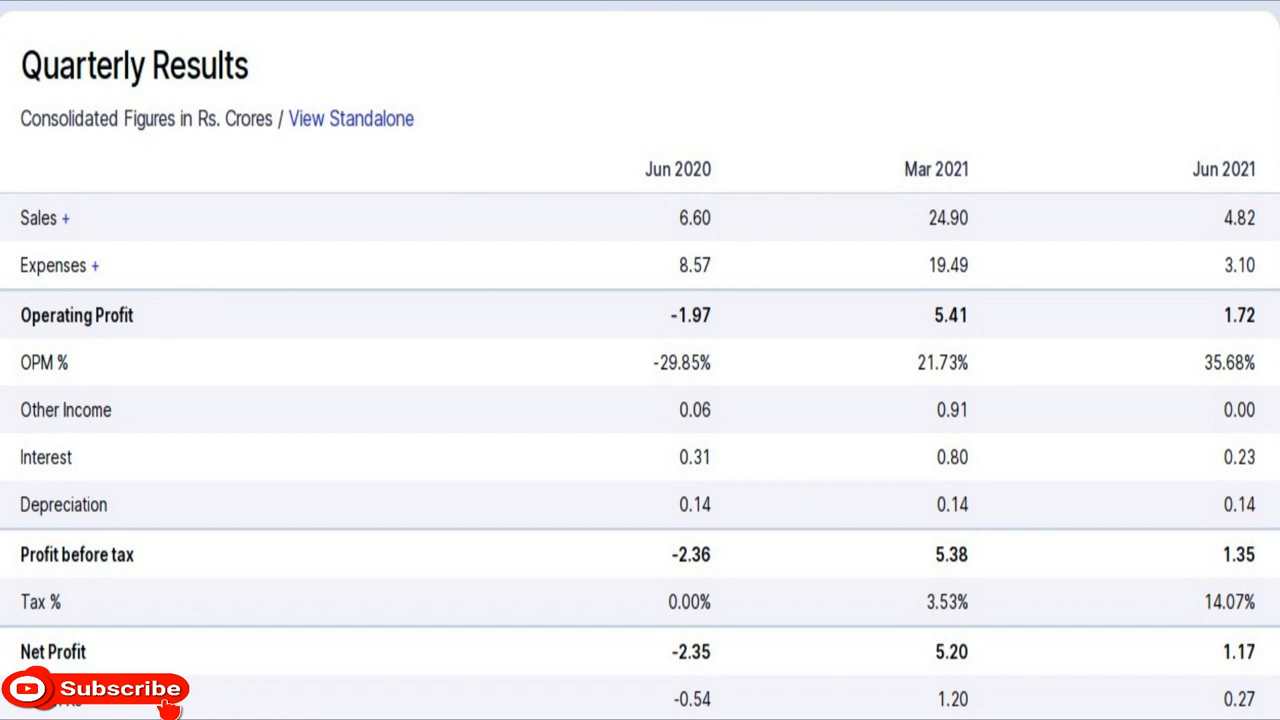 Quarterly Results
Consolidated Figures in Rs. Crores / View Standalone
Jun 2020 Mar 2021 Jun 2021
Sales + 6.60 24.90 4.82
Expenses + 8.57 19.49 3.10
Operating Profit -1.97 5.41 1.72
OPM % -29.85% 21.73% 35.68%
Other Income 0.06 0.91 0.00
Interest 0.31 0.80 0.23
Depreciation 0.14 0.14 0.14
Profit before tax -2.36 5.38 1.35
Tax % 0.00% 3.53% 14.07%
Net Profit -2.35 5.20 1.17
Subscribe
-0.54 1.20 0.27